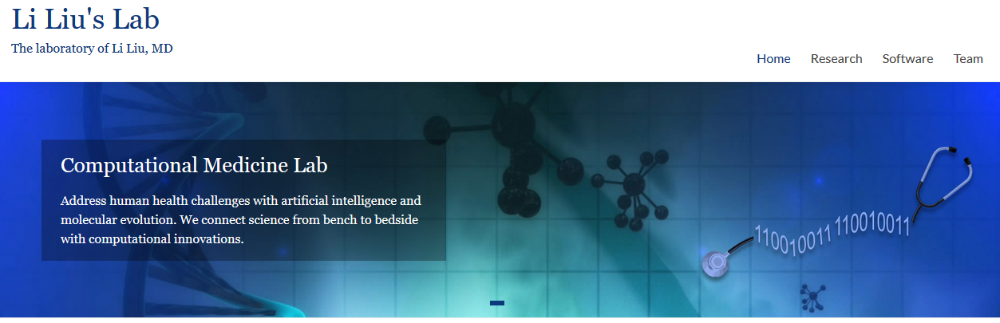 Li Liu's Lab
The laboratory of Li Liu, MD
Home Research Software Team
Computational Medicine Lab
Address human health challenges with artificial intelligence and
molecular evolution. We connect science from bench to bedside
with computational innovations.
110010011 110010011